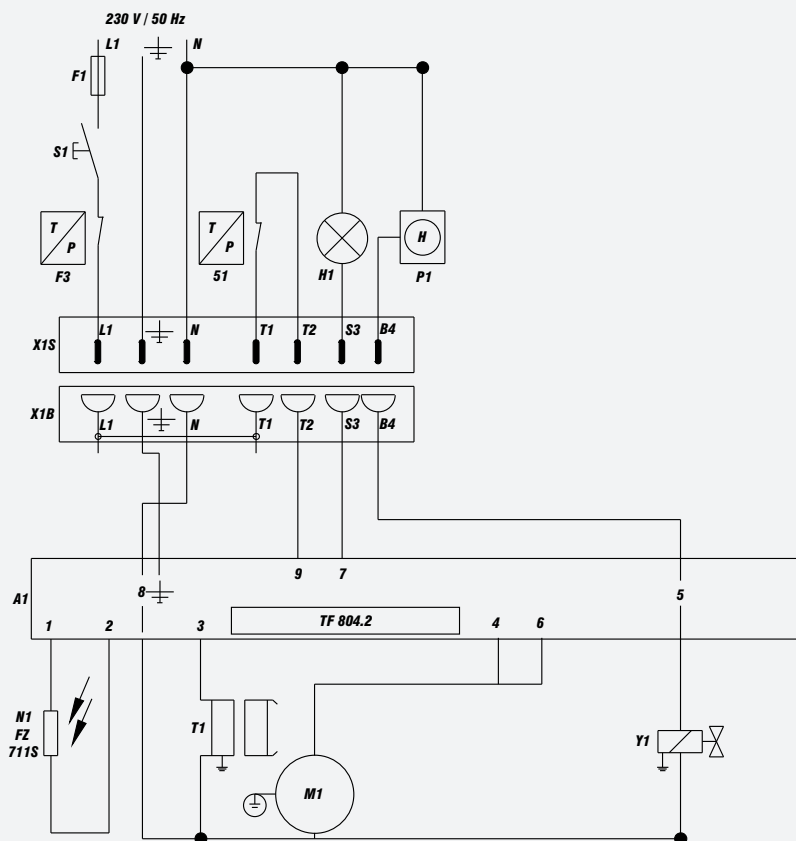 230 V / 50 Hz
L1 N
F1
S1
T P T P H
F3 51 H1 P1
X1S L1 N T1 T2 S3 B4
X1B L1 N T1 T2 S3 B4
9 7
A1 8 5
1 2 3 TF 804.2 4 6
N1
FZ
711S
T1 Y1
M1